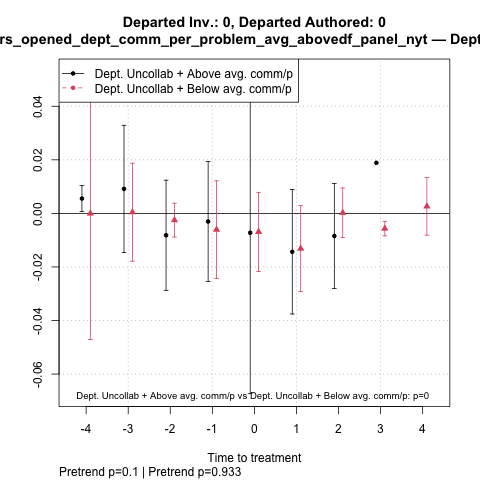 Departed Inv.: 0, Departed Authored: 0
rs_opened_dept_comm_per_problem_avg_abovedf_panel_nyt — Dept
Dept. Uncollab + Above avg. comm/p
Dept. Uncollab + Below avg. comm/p
0.04
0.02
0.00
-0.02
-0.04
-0.06
Dept. Uncollab + Above avg. comm/p vs Dept. Uncollab + Below avg. comm/p: p=0
-4 -3 -2 -1 0 1 2 3 4
Time to treatment
Pretrend p=0.1 | Pretrend p=0.933